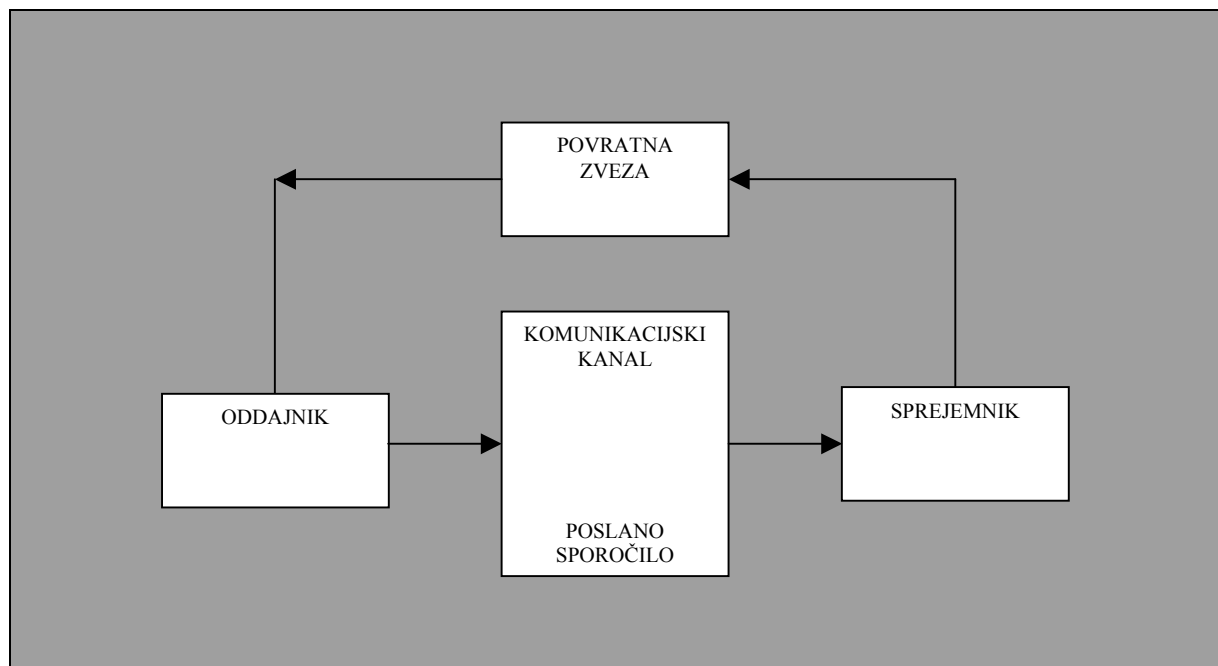 POVRATNA
ZVEZA
KOMUNIKACIJSKI
KANAL
ODDAJNIK
SPREJEMNIK
POSLANO
SPOROČILO